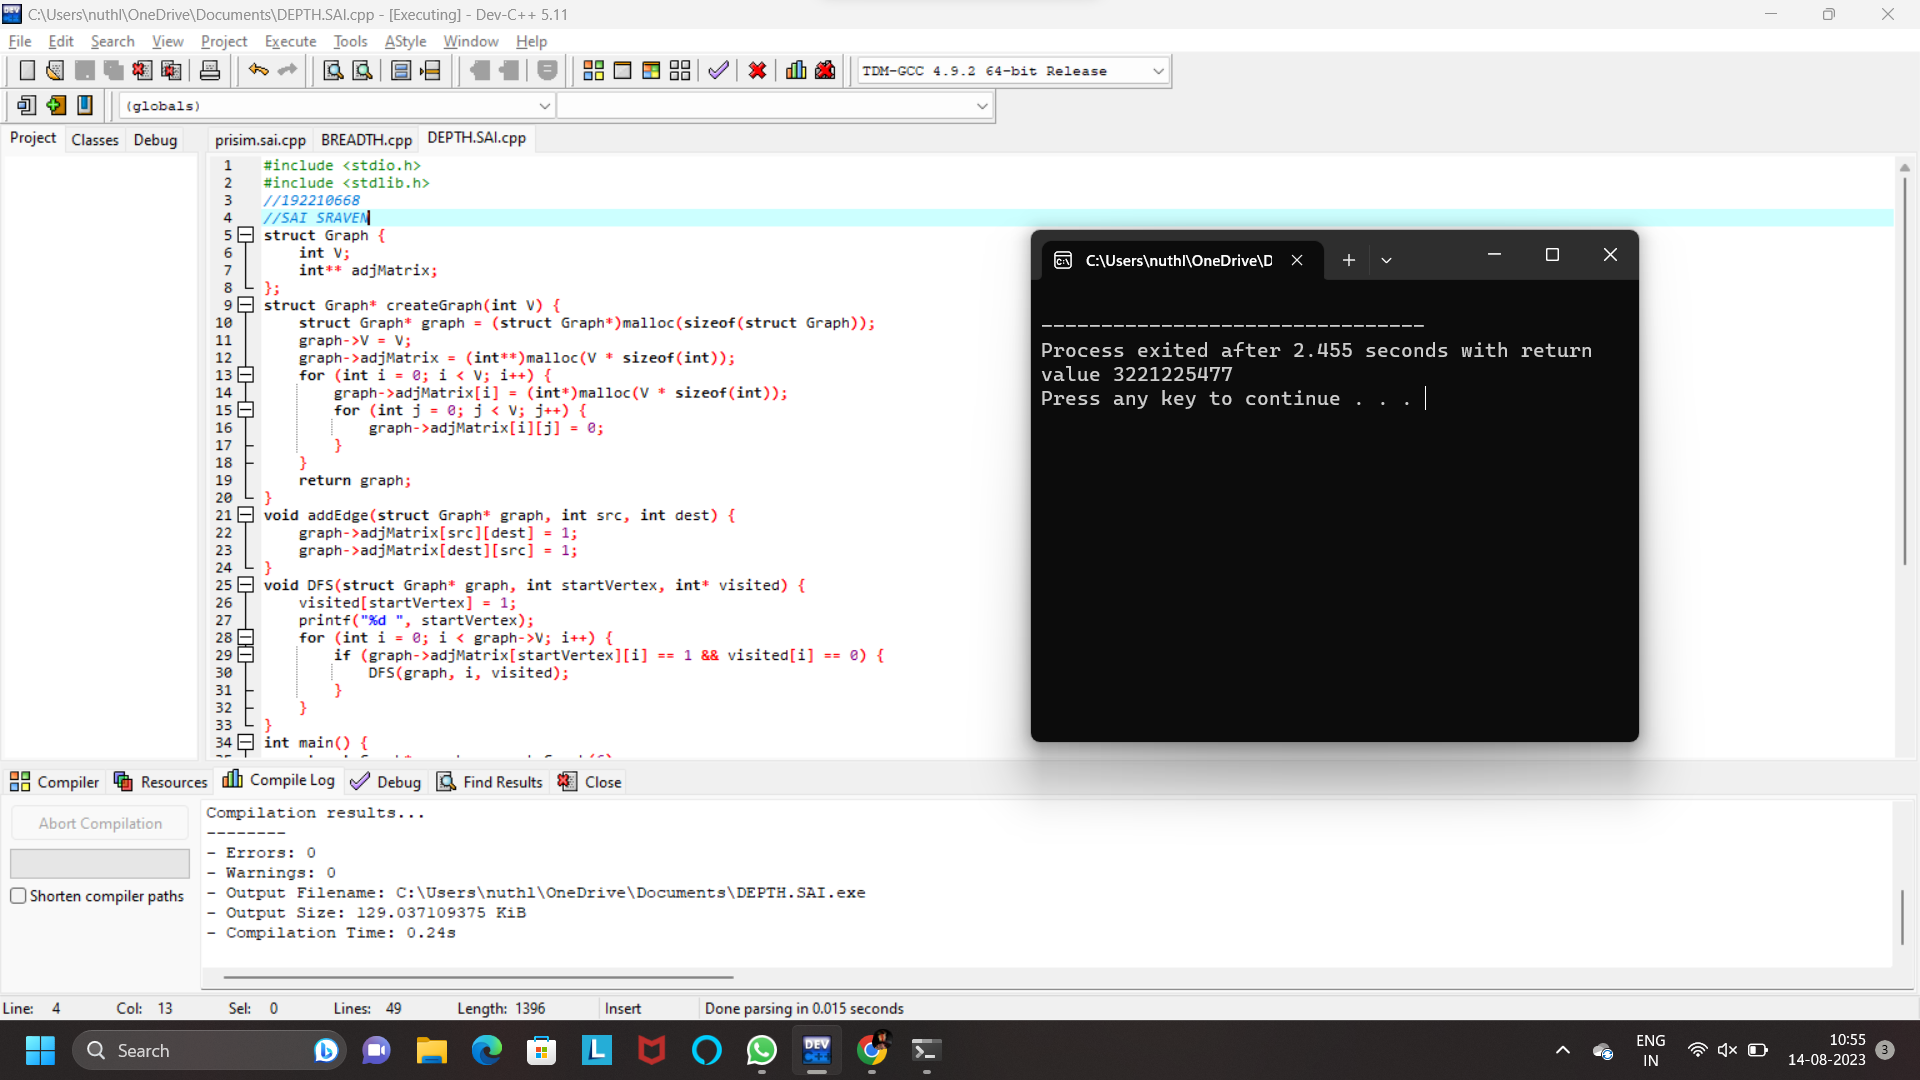 C:\Users\nuthl\OneDrive\Documents\DEPTH.SAI.cpp - [Executing] - Dev-C++ 5.11
File Edit Search View Project Execute Tools AStyle Window Help
TDM-GCC 4.9.2 64-bit Release
(globals)
Project Classes Debug
prisim.sai.cpp BREADTH.cpp DEPTH.SAI.cpp
1 #include <stdio.h>
2 #include <stdlib.h>
3 //192210668
4 //SAI SRAVEN
5 struct Graph {
6 int V;
7 int** adjMatrix;
8 };
9 struct Graph* createGraph(int V) {
10 struct Graph* graph = (struct Graph*)malloc(sizeof(struct Graph));
11 graph->V = V;
12 graph->adjMatrix = (int**)malloc(V * sizeof(int));
13 for (int i = 0; i < V; i++) {
14 graph->adjMatrix[i] = (int*)malloc(V * sizeof(int));
15 for (int j = 0; j < V; j++) {
16 graph->adjMatrix[i][j] = 0;
17 }
18 }
19 return graph;
20 }
21 void addEdge(struct Graph* graph, int src, int dest) {
22 graph->adjMatrix[src][dest] = 1;
23 graph->adjMatrix[dest][src] = 1;
24 }
25 void DFS(struct Graph* graph, int startVertex, int* visited) {
26 visited[startVertex] = 1;
27 printf("%d ", startVertex);
28 for (int i = 0; i < graph->V; i++) {
29 if (graph->adjMatrix[startVertex][i] == 1 && visited[i] == 0) {
30 DFS(graph, i, visited);
31 }
32 }
33 }
34 int main() {
C:\Users\nuthl\OneDrive\D
--------------------------------
Process exited after 2.455 seconds with return
value 3221225477
Press any key to continue . . .
Compiler Resources Compile Log Debug Find Results Close
Abort Compilation
Shorten compiler paths
Compilation results...
--------
- Errors: 0
- Warnings: 0
- Output Filename: C:\Users\nuthl\OneDrive\Documents\DEPTH.SAI.exe
- Output Size: 129.037109375 KiB
- Compilation Time: 0.24s
Line: 4 Col: 13 Sel: 0 Lines: 49 Length: 1396 Insert Done parsing in 0.015 seconds
Search
L
DEV
C++
ENG
IN
10:55
14-08-2023
3